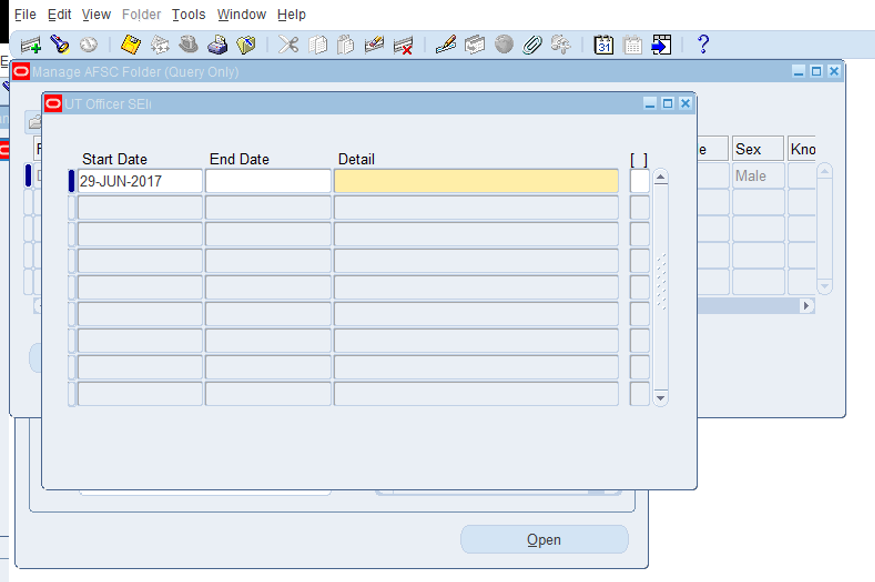 File Edit View Folder Tools Window Help
31 ?
Manage AFSC Folder (Query Only)
UT Officer SEIi
e Sex Kno
Male
Start Date End Date Detail [ ]
29-JUN-2017
Open